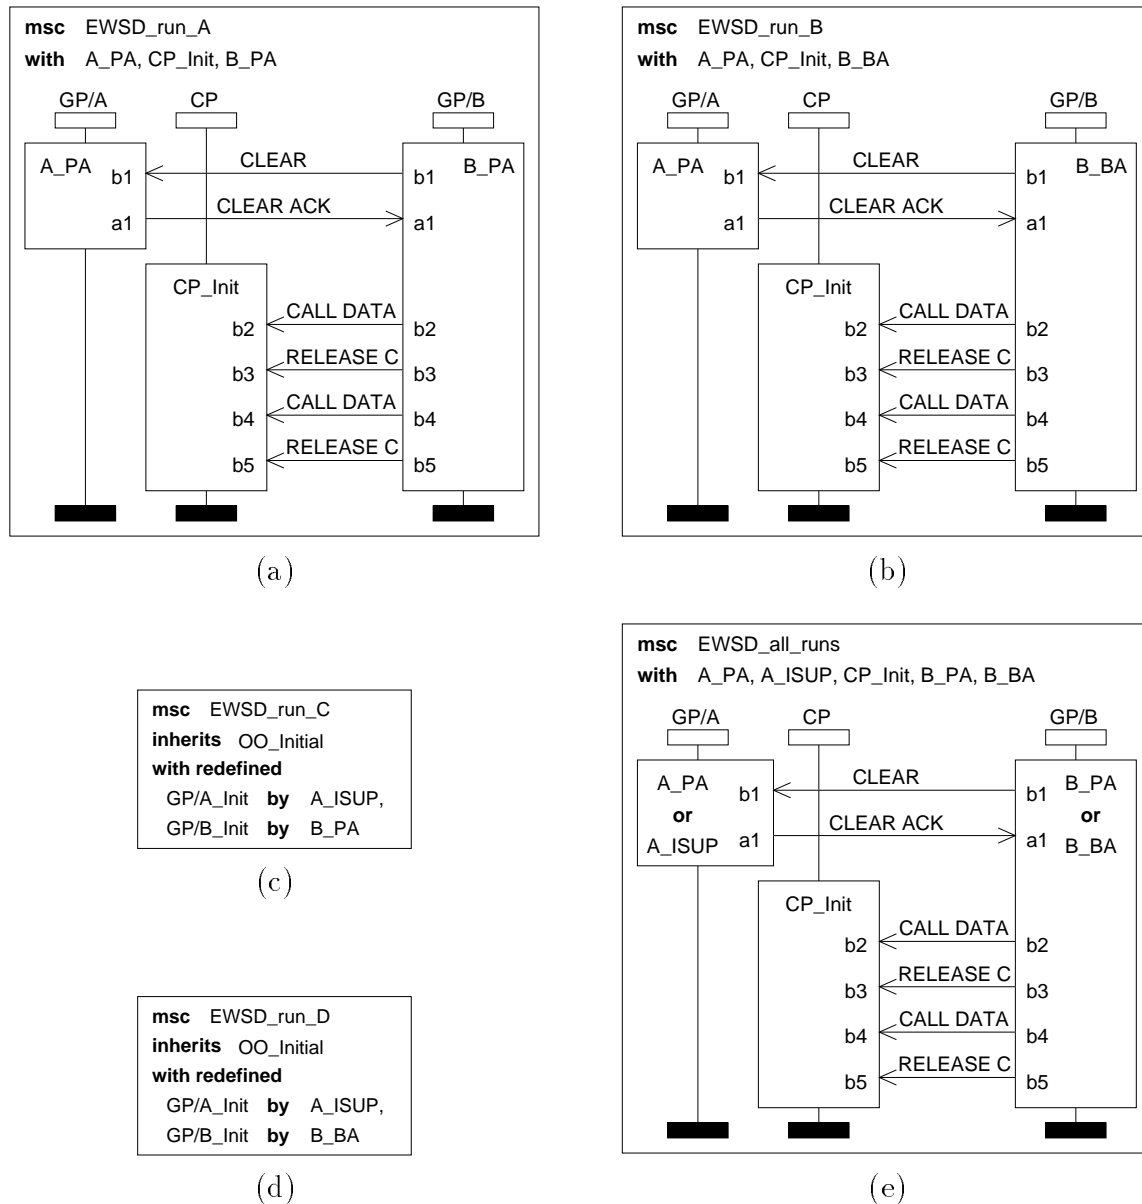 msc EWSD_run_A
with A_PA, CP_Init, B_PA
GP/A CP GP/B
A_PA b1 CLEAR b1 B_PA
a1 CLEAR ACK a1
CP_Init
b2 CALL DATA b2
b3 RELEASE C b3
b4 CALL DATA b4
b5 RELEASE C b5
(a)
msc EWSD_run_B
with A_PA, CP_Init, B_BA
GP/A CP GP/B
A_PA b1 CLEAR b1 B_BA
a1 CLEAR ACK a1
CP_Init
b2 CALL DATA b2
b3 RELEASE C b3
b4 CALL DATA b4
b5 RELEASE C b5
(b)
msc EWSD_run_C
inherits OO_Initial
with redefined
GP/A_Init by A_ISUP,
GP/B_Init by B_PA
(c)
msc EWSD_run_D
inherits OO_Initial
with redefined
GP/A_Init by A_ISUP,
GP/B_Init by B_BA
(d)
msc EWSD_all_runs
with A_PA, A_ISUP, CP_Init, B_PA, B_BA
GP/A CP GP/B
A_PA b1 CLEAR b1 B_PA
or or
A_ISUP a1 CLEAR ACK a1 B_BA
CP_Init
b2 CALL DATA b2
b3 RELEASE C b3
b4 CALL DATA b4
b5 RELEASE C b5
(e)